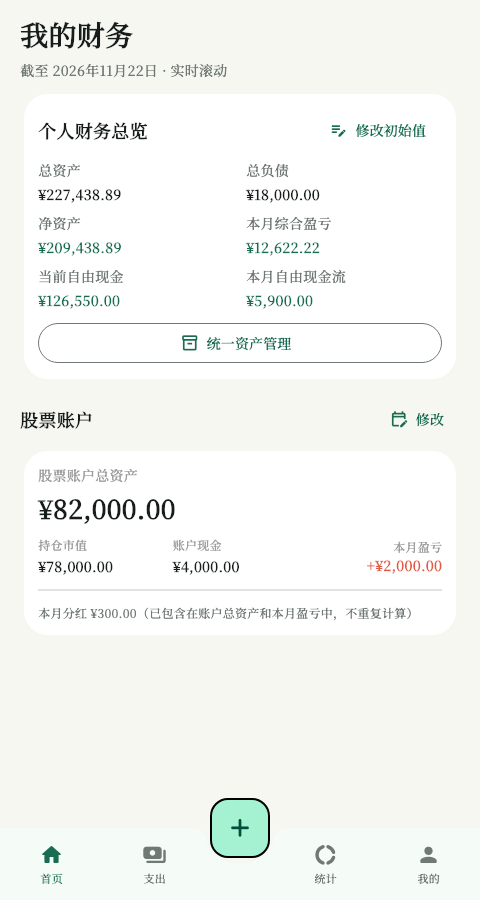 我的财务
截至 2026年11月22日 · 实时滚动
个人财务总览
修改初始值
总资产
总负债
¥227,438.89
¥18,000.00
净资产
本月综合盈亏
¥209,438.89
¥12,622.22
当前自由现金
本月自由现金流
¥126,550.00
¥5,900.00
统一资产管理
股票账户
修改
股票账户总资产
¥82,000.00
持仓市值
账户现金
本月盈亏
¥78,000.00
¥4,000.00
+¥2,000.00
本月分红 ¥300.00（已包含在账户总资产和本月盈亏中，不重复计算）
首页
支出
统计
我的